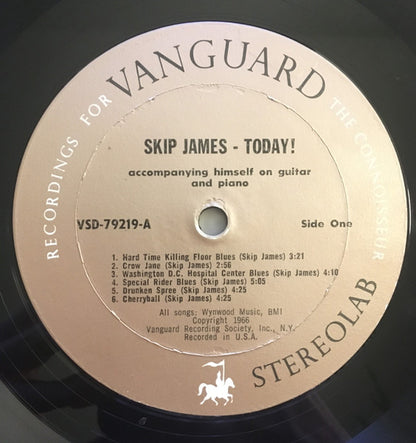 RECORDINGS FOR VANGUARD THE CONNOISSEUR
SKIP JAMES - TODAY!
accompanying himself on guitar
and piano
VSD-79219-A Side One
1. Hard Time Killing Floor Blues (Skip James) 3:21
2. Crow Jane (Skip James) 2:56
3. Washington D.C. Hospital Center Blues (Skip James) 4:10
4. Special Rider Blues (Skip James) 5:05
5. Drunken Spree (Skip James) 4:25
6. Cherryball (Skip James) 4:25
All songs: Wynwood Music, BMI
Copyright 1966
Vanguard Recording Society, Inc., N.Y.
Recorded in U.S.A.
STEREOLAB